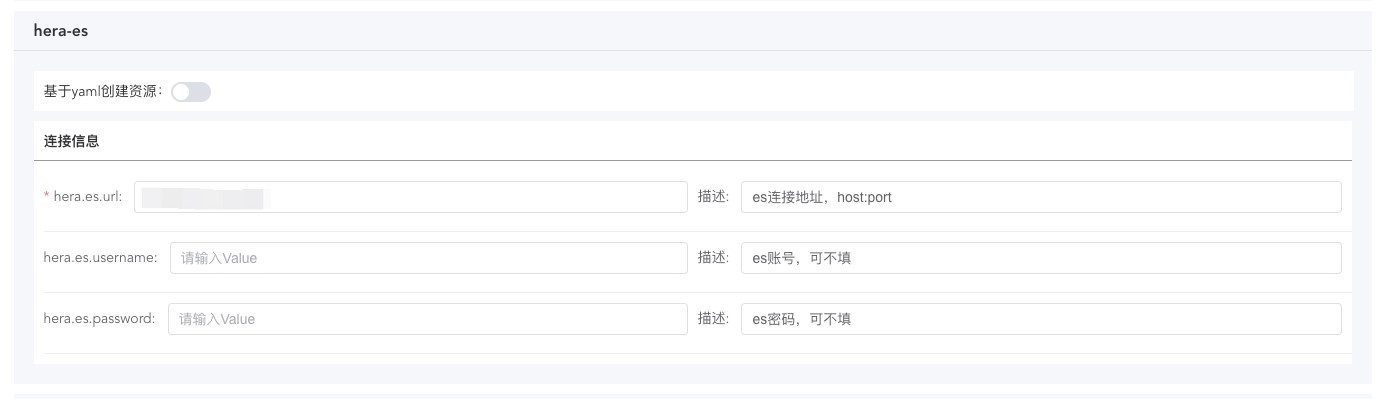 hera-es
基于yaml创建资源：
连接信息
* hera.es.url: 描述: es连接地址，host:port
hera.es.username: 请输入Value 描述: es账号，可不填
hera.es.password: 请输入Value 描述: es密码，可不填